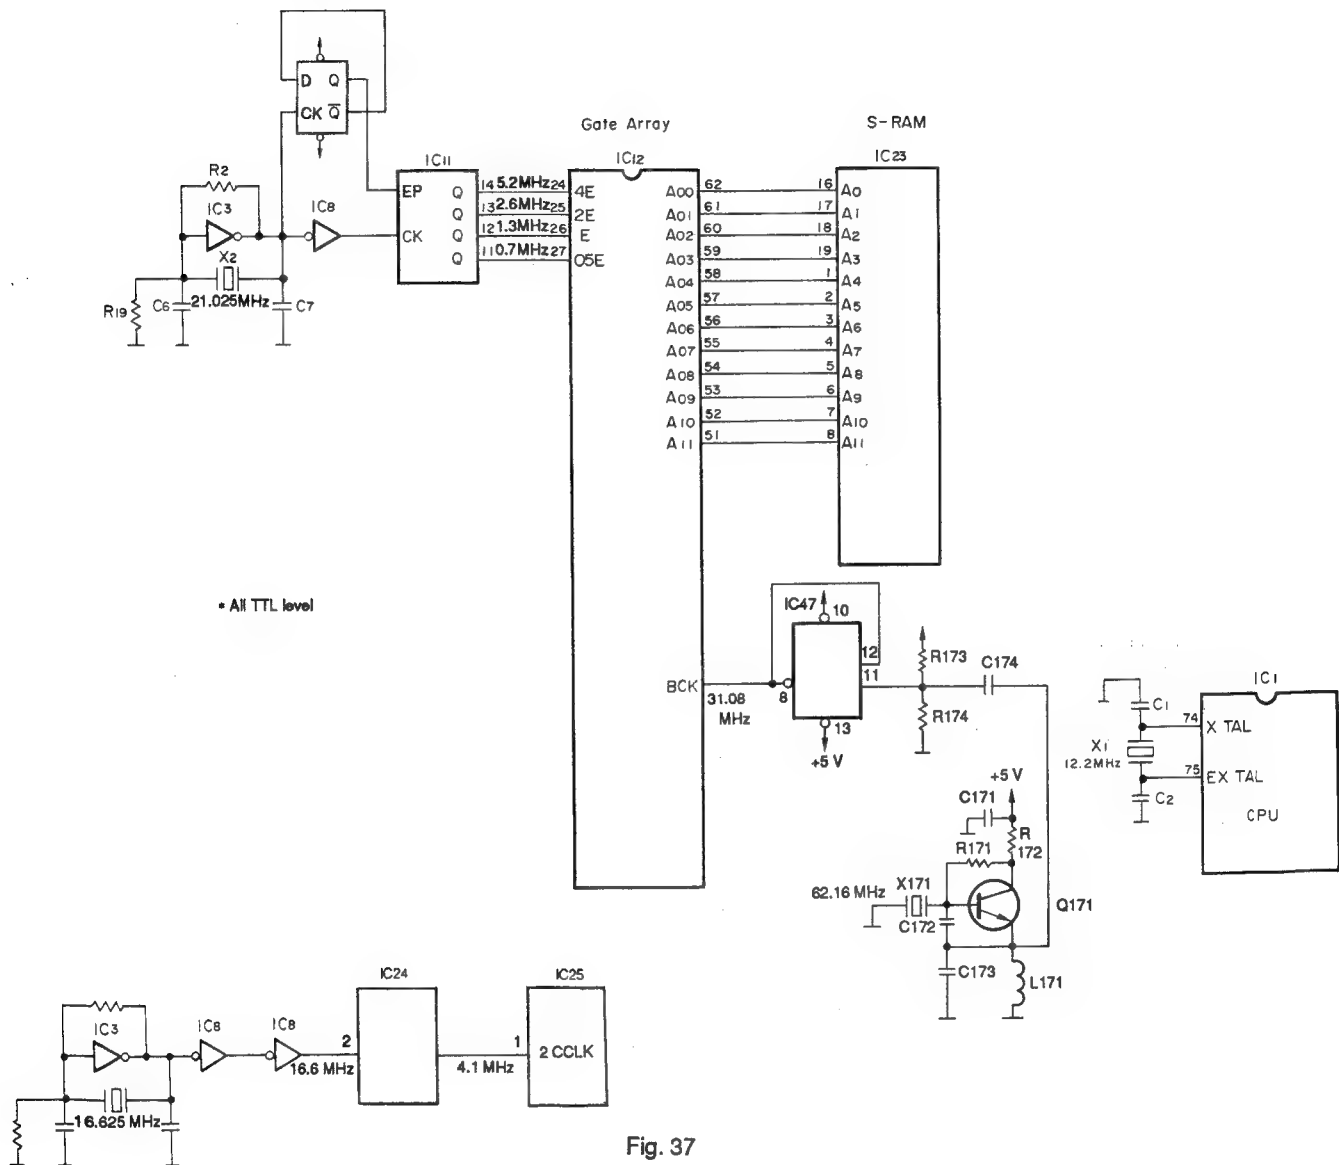 D Q
CK Q
Gate Array
S-RAM
IC11
IC12
IC23
R2
IC3
IC8
X2
21.025MHz
R19
C6
C7
EP Q
Q
CK Q
Q
14 5.2MHz 24
13 2.6MHz 25
12 1.3MHz 26
11 0.7MHz 27
4E
2E
E
05E
A00 62 16 A0
A01 61 17 A1
A02 60 18 A2
A03 59 19 A3
A04 58 1 A4
A05 57 2 A5
A06 56 3 A6
A07 55 4 A7
A08 54 5 A8
A09 53 6 A9
A10 52 7 A10
A11 51 8 A11
* All TTL level
IC47 10
12
11
BCK
31.08
MHz
8
13
+5 V
R173
R174
C174
IC1
C1
74 X TAL
X1
12.2MHz
75 EX TAL
C2
CPU
+5 V
C171
R
172
R171
62.16 MHz
X171
Q171
C172
C173
L171
IC24
IC25
IC3
IC8
IC8
2
16.6 MHz
1
4.1 MHz
2 CCLK
16.625 MHz
Fig. 37